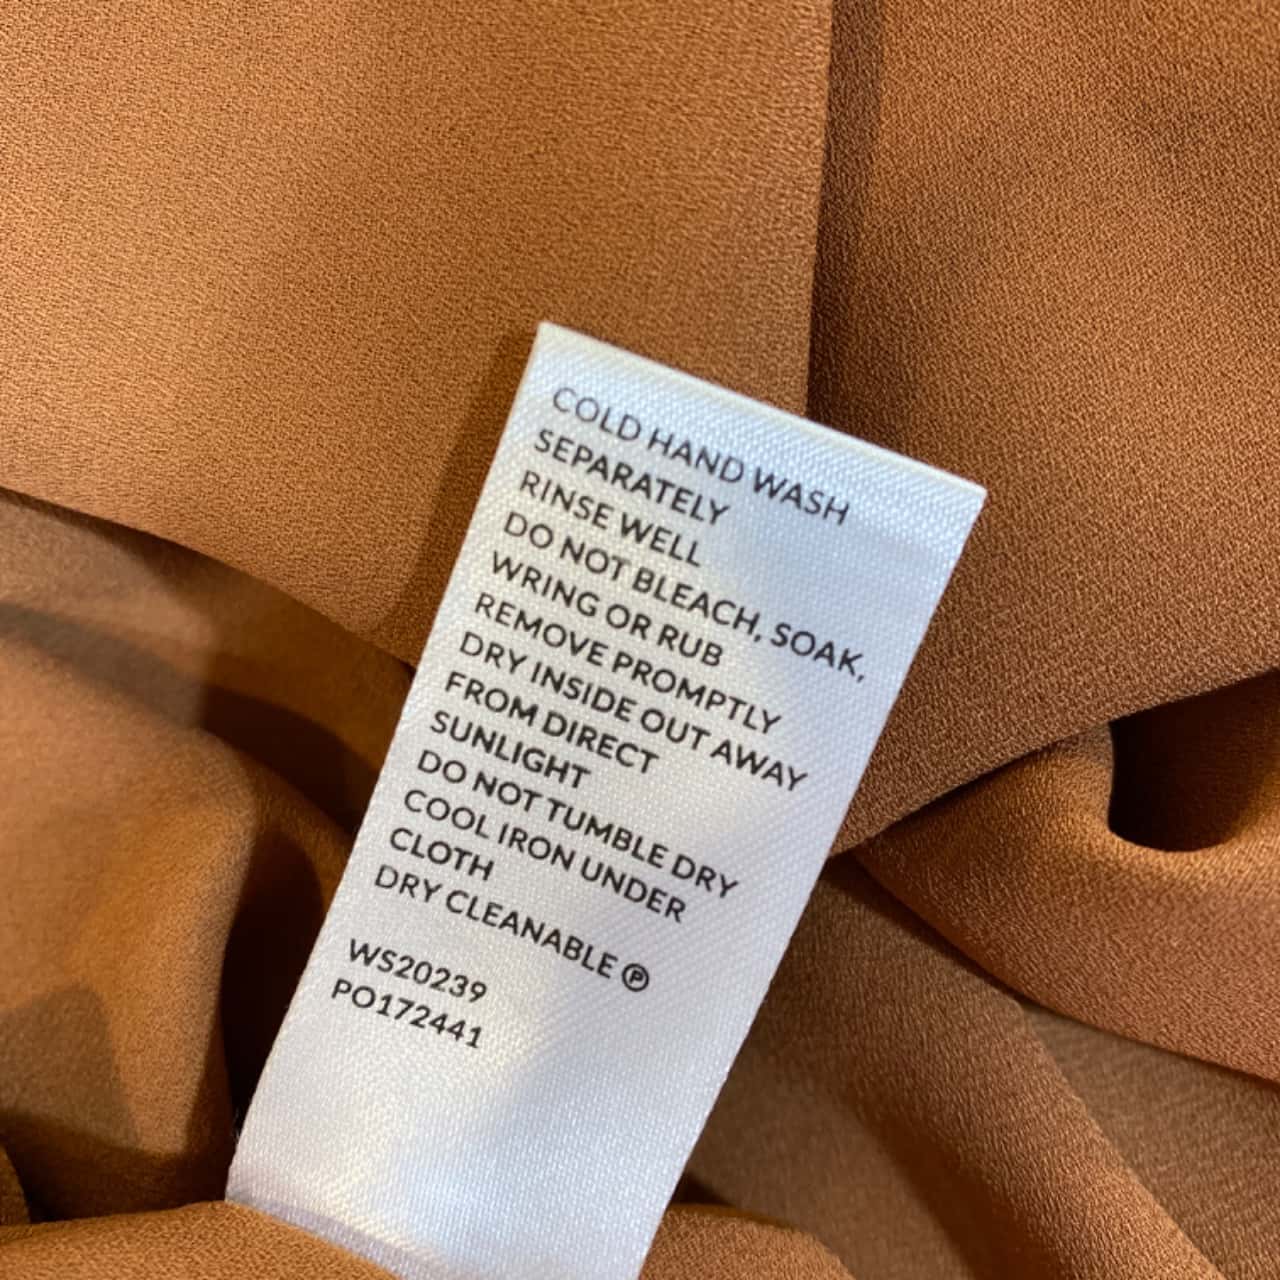 COLD HAND WASH
SEPARATELY
RINSE WELL
DO NOT BLEACH, SOAK,
WRING OR RUB
REMOVE PROMPTLY
DRY INSIDE OUT AWAY
FROM DIRECT
SUNLIGHT
DO NOT TUMBLE DRY
COOL IRON UNDER
CLOTH
DRY CLEANABLE Ⓟ
WS20239
PO172441